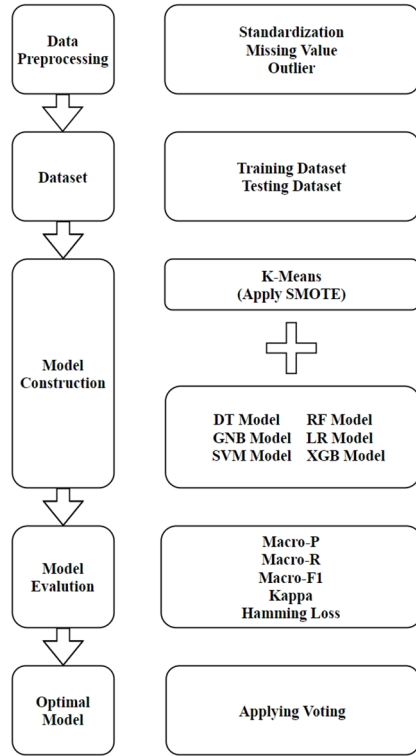 Data
Preprocessing
Standardization
Missing Value
Outlier
Dataset
Training Dataset
Testing Dataset
Model
Construction
K-Means
(Apply SMOTE)
DT Model RF Model
GNB Model LR Model
SVM Model XGB Model
Model
Evalution
Macro-P
Macro-R
Macro-F1
Kappa
Hamming Loss
Optimal
Model
Applying Voting